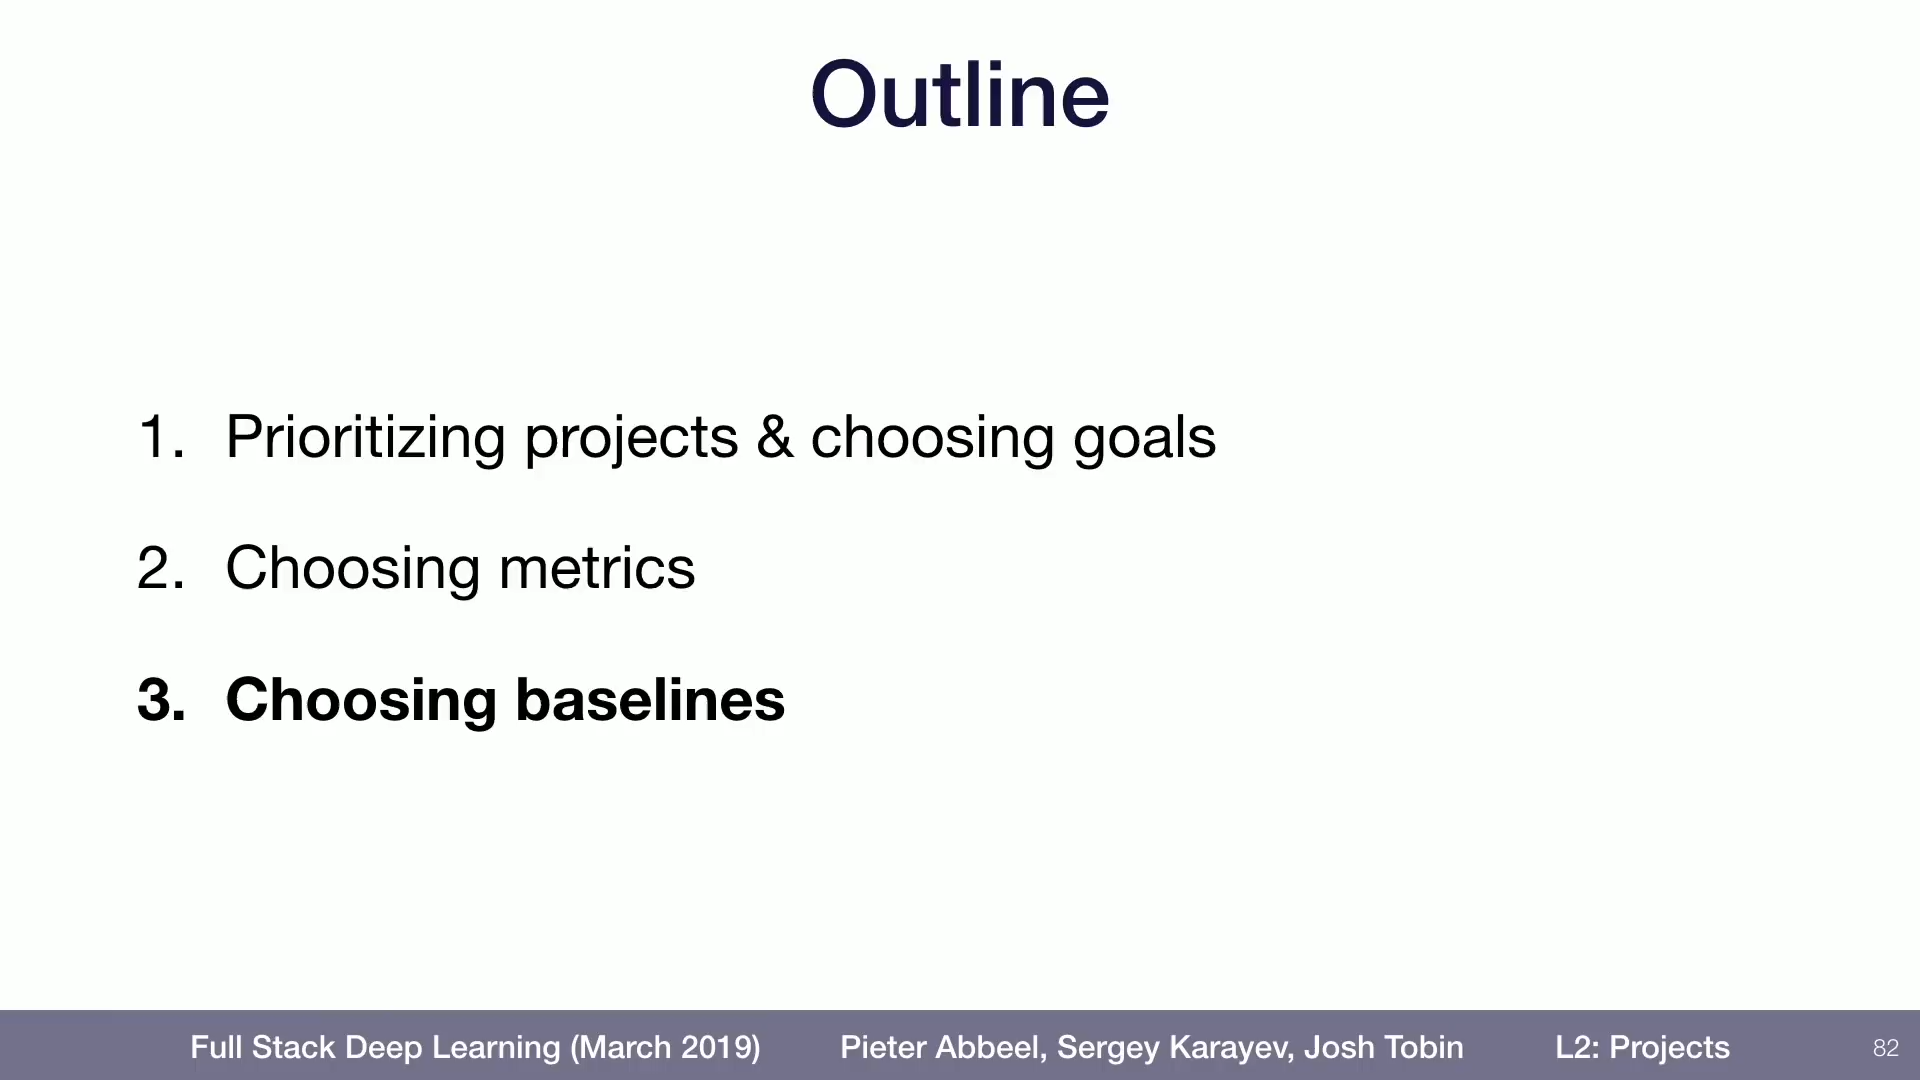 Outline
1. Prioritizing projects & choosing goals
2. Choosing metrics
3. Choosing baselines
Full Stack Deep Learning (March 2019) Pieter Abbeel, Sergey Karayev, Josh Tobin L2: Projects 82